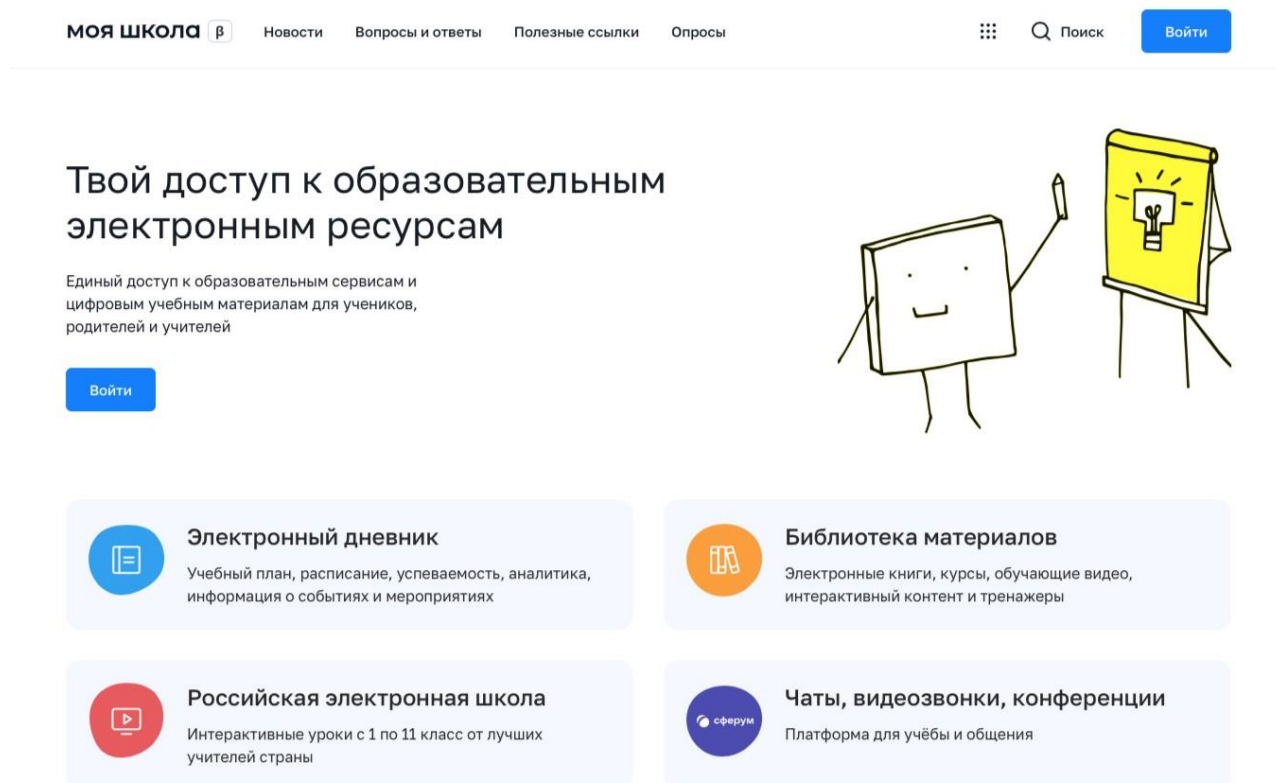 МОЯ ШКОЛА β Новости Вопросы и ответы Полезные ссылки Опросы Поиск Войти
Твой доступ к образовательным
электронным ресурсам
Единый доступ к образовательным сервисам и
цифровым учебным материалам для учеников,
родителей и учителей
Войти
Электронный дневник
Учебный план, расписание, успеваемость, аналитика,
информация о событиях и мероприятиях
Библиотека материалов
Электронные книги, курсы, обучающие видео,
интерактивный контент и тренажеры
Российская электронная школа
Интерактивные уроки с 1 по 11 класс от лучших
учителей страны
сферум
Чаты, видеозвонки, конференции
Платформа для учёбы и общения